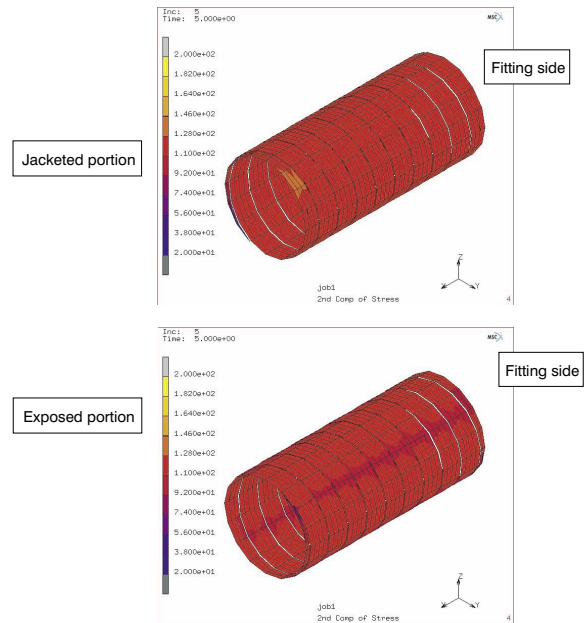 Inc: 5
Time: 5.000e+00
MSC
Fitting side
2.000e+02
1.820e+02
1.640e+02
1.460e+02
1.280e+02
1.100e+02
9.200e+01
7.400e+01
5.600e+01
3.800e+01
2.000e+01
Jacketed portion
Z
X
Y
job1
2nd Comp of Stress
4
Inc: 5
Time: 5.000e+00
MSC
Fitting side
2.000e+02
1.820e+02
1.640e+02
1.460e+02
1.280e+02
1.100e+02
9.200e+01
7.400e+01
5.600e+01
3.800e+01
2.000e+01
Exposed portion
Z
X
Y
job1
2nd Comp of Stress
4